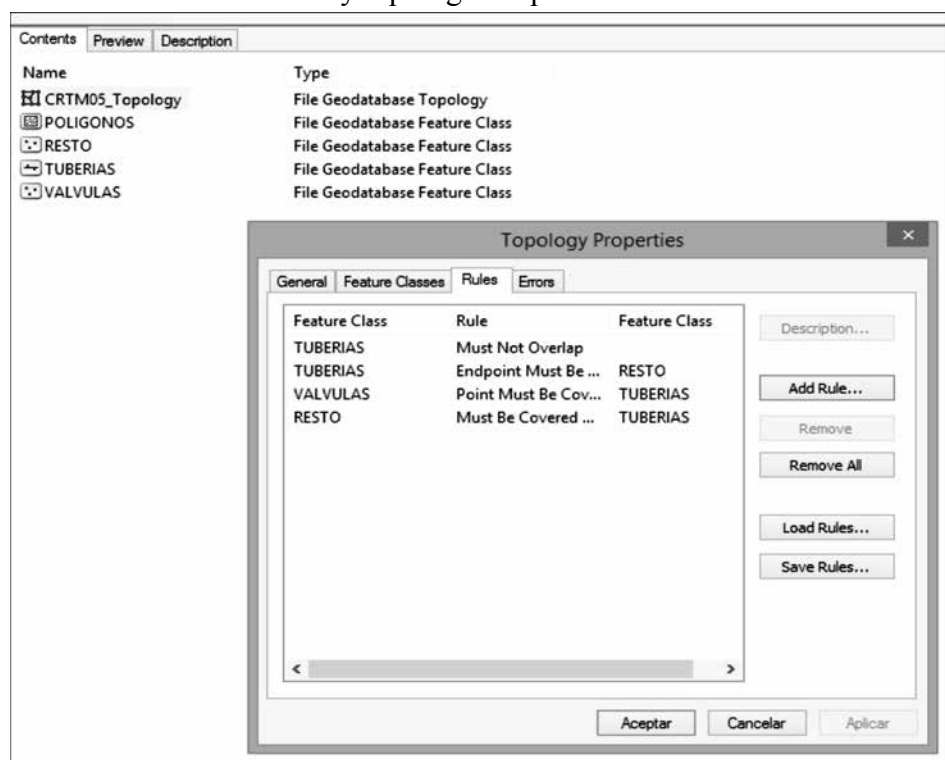 Contents Preview Description
Name Type
CRTM05_Topology File Geodatabase Topology
POLIGONOS File Geodatabase Feature Class
RESTO File Geodatabase Feature Class
TUBERIAS File Geodatabase Feature Class
VALVULAS File Geodatabase Feature Class
Topology Properties
General Feature Classes Rules Errors
Feature Class Rule Feature Class
TUBERIAS Must Not Overlap
TUBERIAS Endpoint Must Be ... RESTO
VALVULAS Point Must Be Cov... TUBERIAS
RESTO Must Be Covered ... TUBERIAS
Description...
Add Rule...
Remove
Remove All
Load Rules...
Save Rules...
Aceptar Cancelar Aplicar